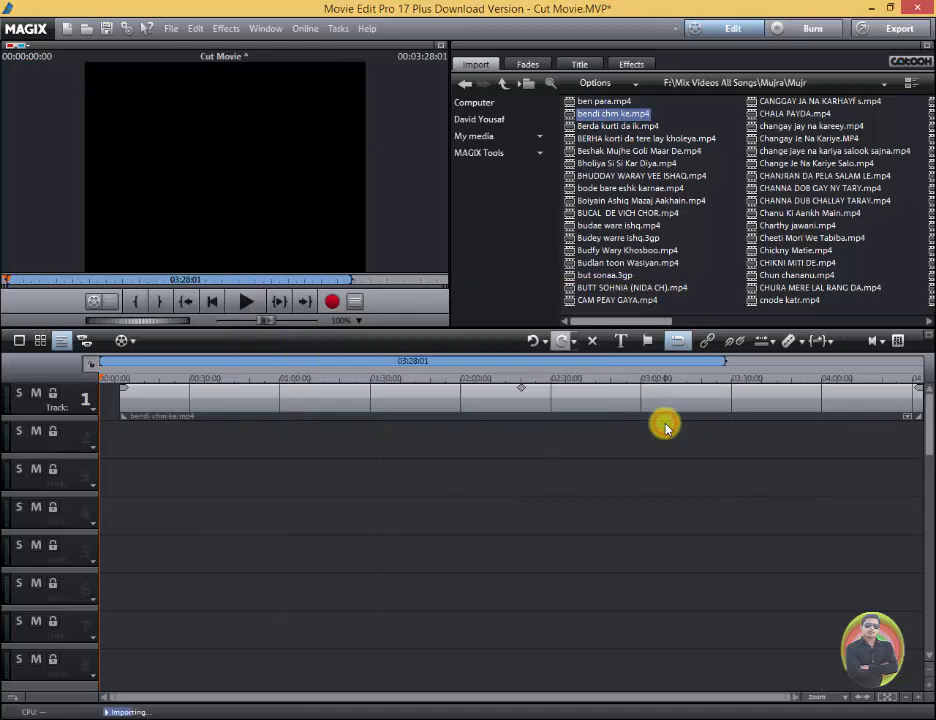 Movie Edit Pro 17 Plus Download Version - Cut Movie.MVP*
MAGIX
File Edit Effects Window Online Tasks Help
Edit Burn Export
00:00:00:00 Cut Movie * 00:03:28:01
Import Fades Title Effects
Options F:\Mix Videos All Songs\Mujra\Mujr
Computer
David Yousaf
My media
MAGIX Tools
ben para.mp4
bendi chm ke.mp4
Berda kurti da ik.mp4
BERHA korti da tere lay kholeya.mp4
Beshak Mujhe Goli Maar De.mp4
Bholiya Si Si Kar Diya.mp4
BHUDDAY WARAY VEE ISHAQ.mp4
bode bare eshk karnae.mp4
Boiyain Ashiq Mazaj Aakhain.mp4
BUCAL DE VICH CHOR.mp4
budae ware ishq.mp4
Budey warre ishq.3gp
Budfy Wary Khosboo.mp4
Budlan toon Wasiyan.mp4
but sonaa.3gp
BUTT SOHNIA (NIDA CH).mp4
CAM PEAY GAYA.mp4
CANGGAY JA NA KARHAYf s.mp4
CHALA PAYDA.mp4
changay jay na kareey.mp4
Changay Je Na Kariye.MP4
change jaye na kariya salook sajna.mp4
Change Je Na Kariye Salo.mp4
CHANJRAN DA PELA SALAM LE.mp4
CHANNA DOB GAY NY TARY.mp4
CHANNA DUB CHALLAY TARAY.mp4
Chanu Ki Aankh Main.mp4
Charthy jawani.mp4
Cheeti Mori We Tabiba.mp4
Chickny Matie.mp4
CHIKNI MITI DE.mp4
Chun chananu.mp4
CHURA MERE LAL RANG DA.mp4
cnode katr.mp4
03:28:01
100%
03:28:01
00:00:00:00 00:30:00 01:00:00 01:30:00 02:00:00 02:30:00 03:00:00 03:30:00 04:00:00 04
S M
Track: 1
bendi chm ke.mp4
S M
S M
S M
S M
S M
S M
S M
Zoom
CPU: -- Importing...